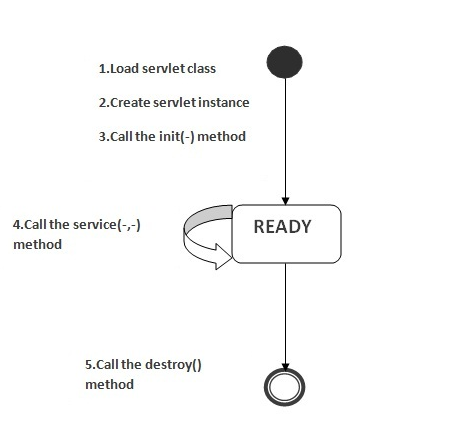 1.Load servlet class
2.Create servlet instance
3.Call the init(-) method
READY
4.Call the service(-,-)
method
5.Call the destroy()
method